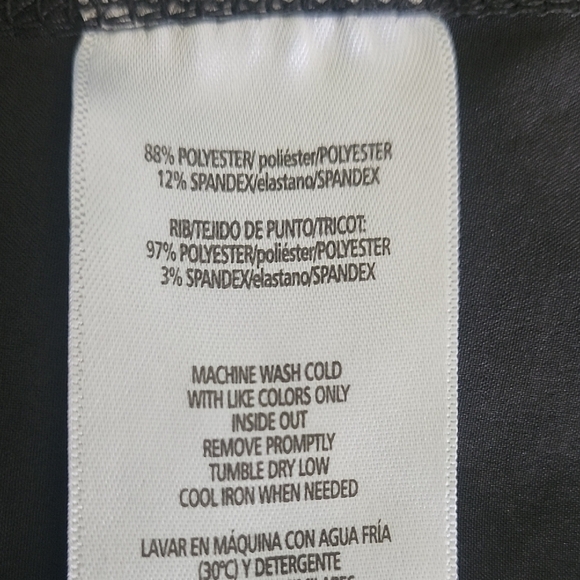 88% POLYESTER/ poliéster/POLYESTER
12% SPANDEX/elastano/SPANDEX
RIB/TEJIDO DE PUNTO/TRICOT:
97% POLYESTER/poliéster/POLYESTER
3% SPANDEX/elastano/SPANDEX
MACHINE WASH COLD
WITH LIKE COLORS ONLY
INSIDE OUT
REMOVE PROMPTLY
TUMBLE DRY LOW
COOL IRON WHEN NEEDED
LAVAR EN MÁQUINA CON AGUA FRÍA
(30°C) Y DETERGENTE